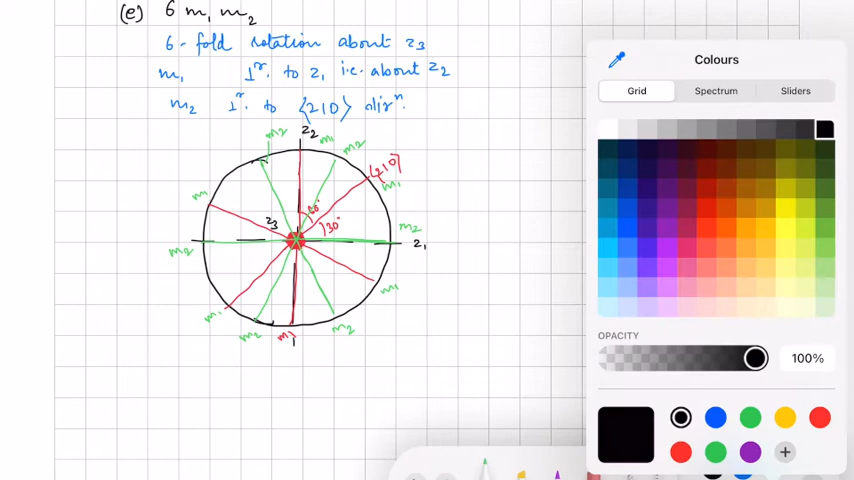 (e) 6 m₁ m₂
6-fold rotation about z₃
m₁ ⊥ʳ to z₁ i.e. about z₂
m₂ ⊥ʳ to ⟨210⟩ dirⁿ.
m₂ z₂ m₁ m₂
⟨210⟩
m₁ m₁
60°
z₃ 30° m₂
m₂ z₁
m₁ m₁
m₂ m₁ m₂
Colours
Grid Spectrum Sliders
OPACITY
100%